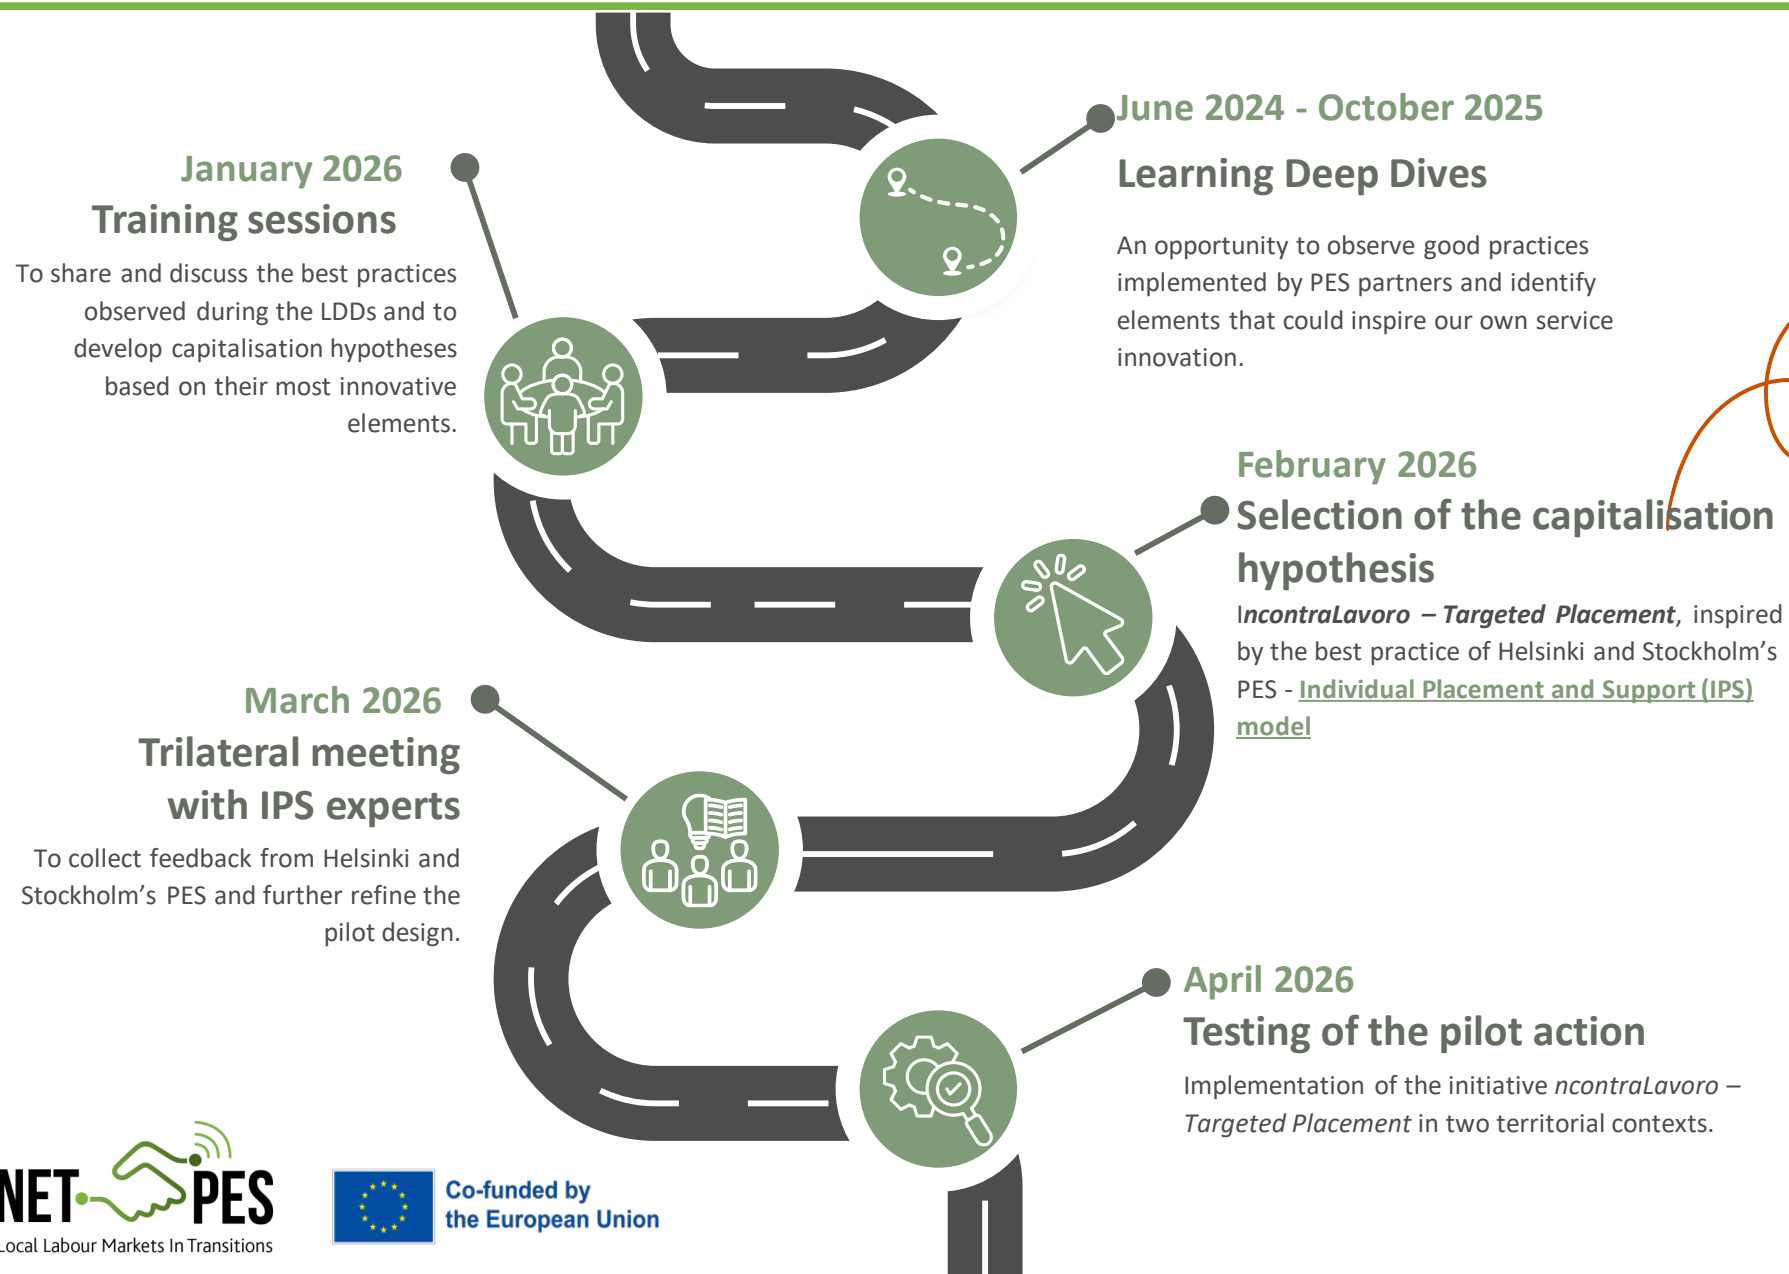 June 2024 - October 2025
Learning Deep Dives
An opportunity to observe good practices
implemented by PES partners and identify
elements that could inspire our own service
innovation.
January 2026
Training sessions
To share and discuss the best practices
observed during the LDDs and to
develop capitalisation hypotheses
based on their most innovative
elements.
February 2026
Selection of the capitalisation
hypothesis
IncontraLavoro – Targeted Placement, inspired
by the best practice of Helsinki and Stockholm's
PES - Individual Placement and Support (IPS)
model
March 2026
Trilateral meeting
with IPS experts
To collect feedback from Helsinki and
Stockholm's PES and further refine the
pilot design.
April 2026
Testing of the pilot action
Implementation of the initiative ncontraLavoro –
Targeted Placement in two territorial contexts.
NET PES
Local Labour Markets In Transitions
Co-funded by
the European Union